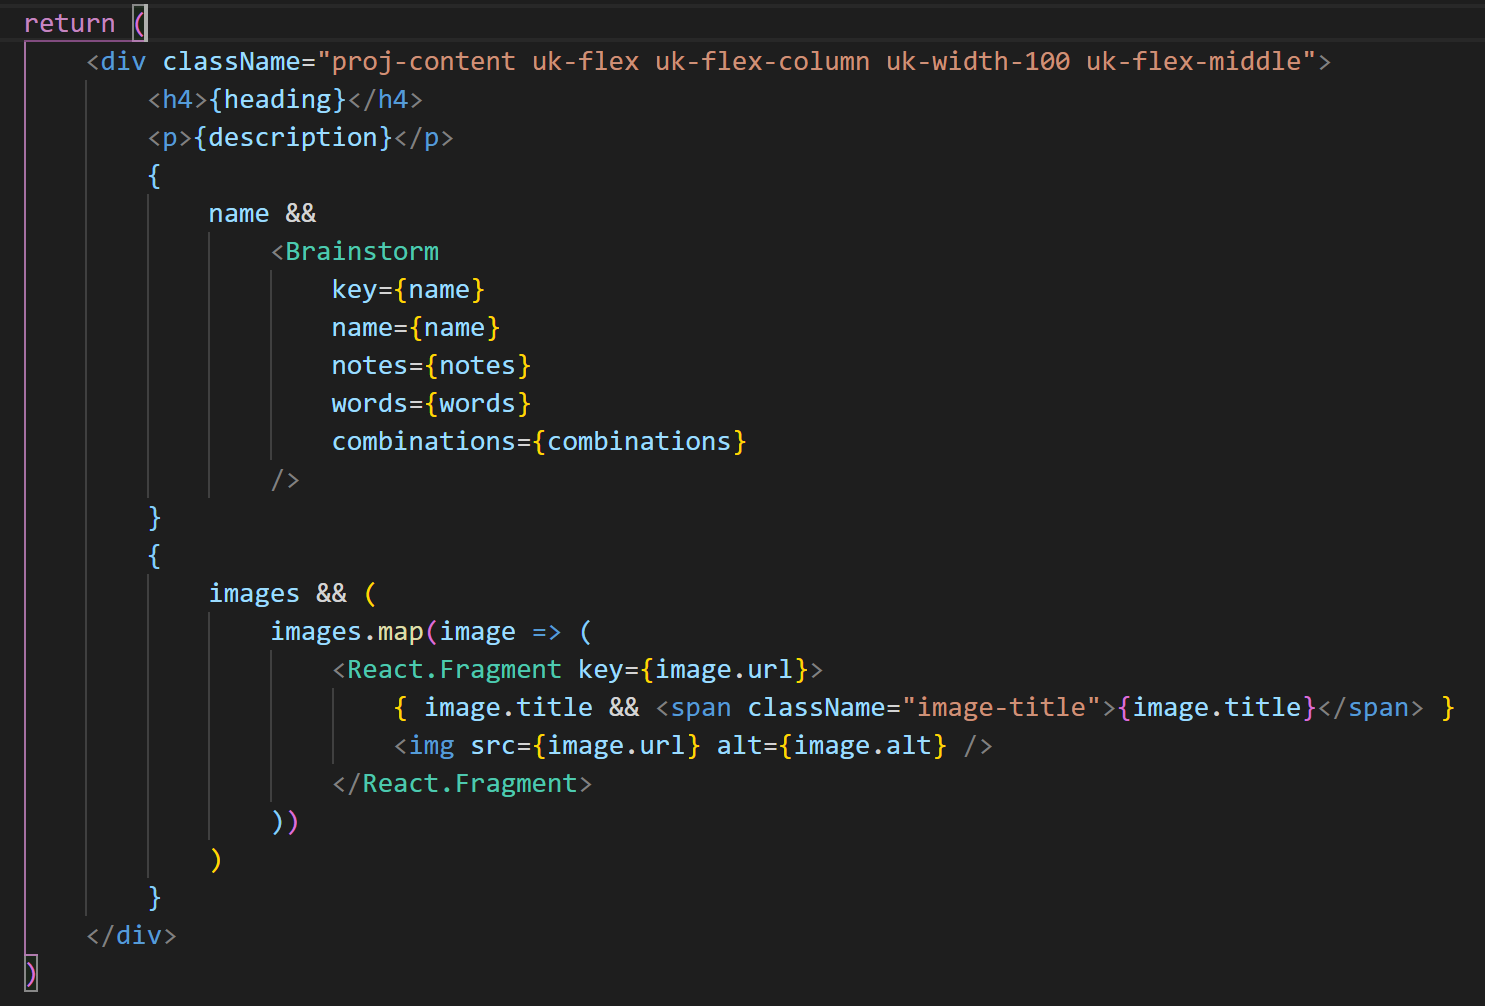 return (
    <div className="proj-content uk-flex uk-flex-column uk-width-100 uk-flex-middle">
        <h4>{heading}</h4>
        <p>{description}</p>
        {
            name &&
                <Brainstorm
                    key={name}
                    name={name}
                    notes={notes}
                    words={words}
                    combinations={combinations}
                />
        }
        {
            images && (
                images.map(image => (
                    <React.Fragment key={image.url}>
                        { image.title && <span className="image-title">{image.title}</span> }
                        <img src={image.url} alt={image.alt} />
                    </React.Fragment>
                ))
            )
        }
    </div>
)